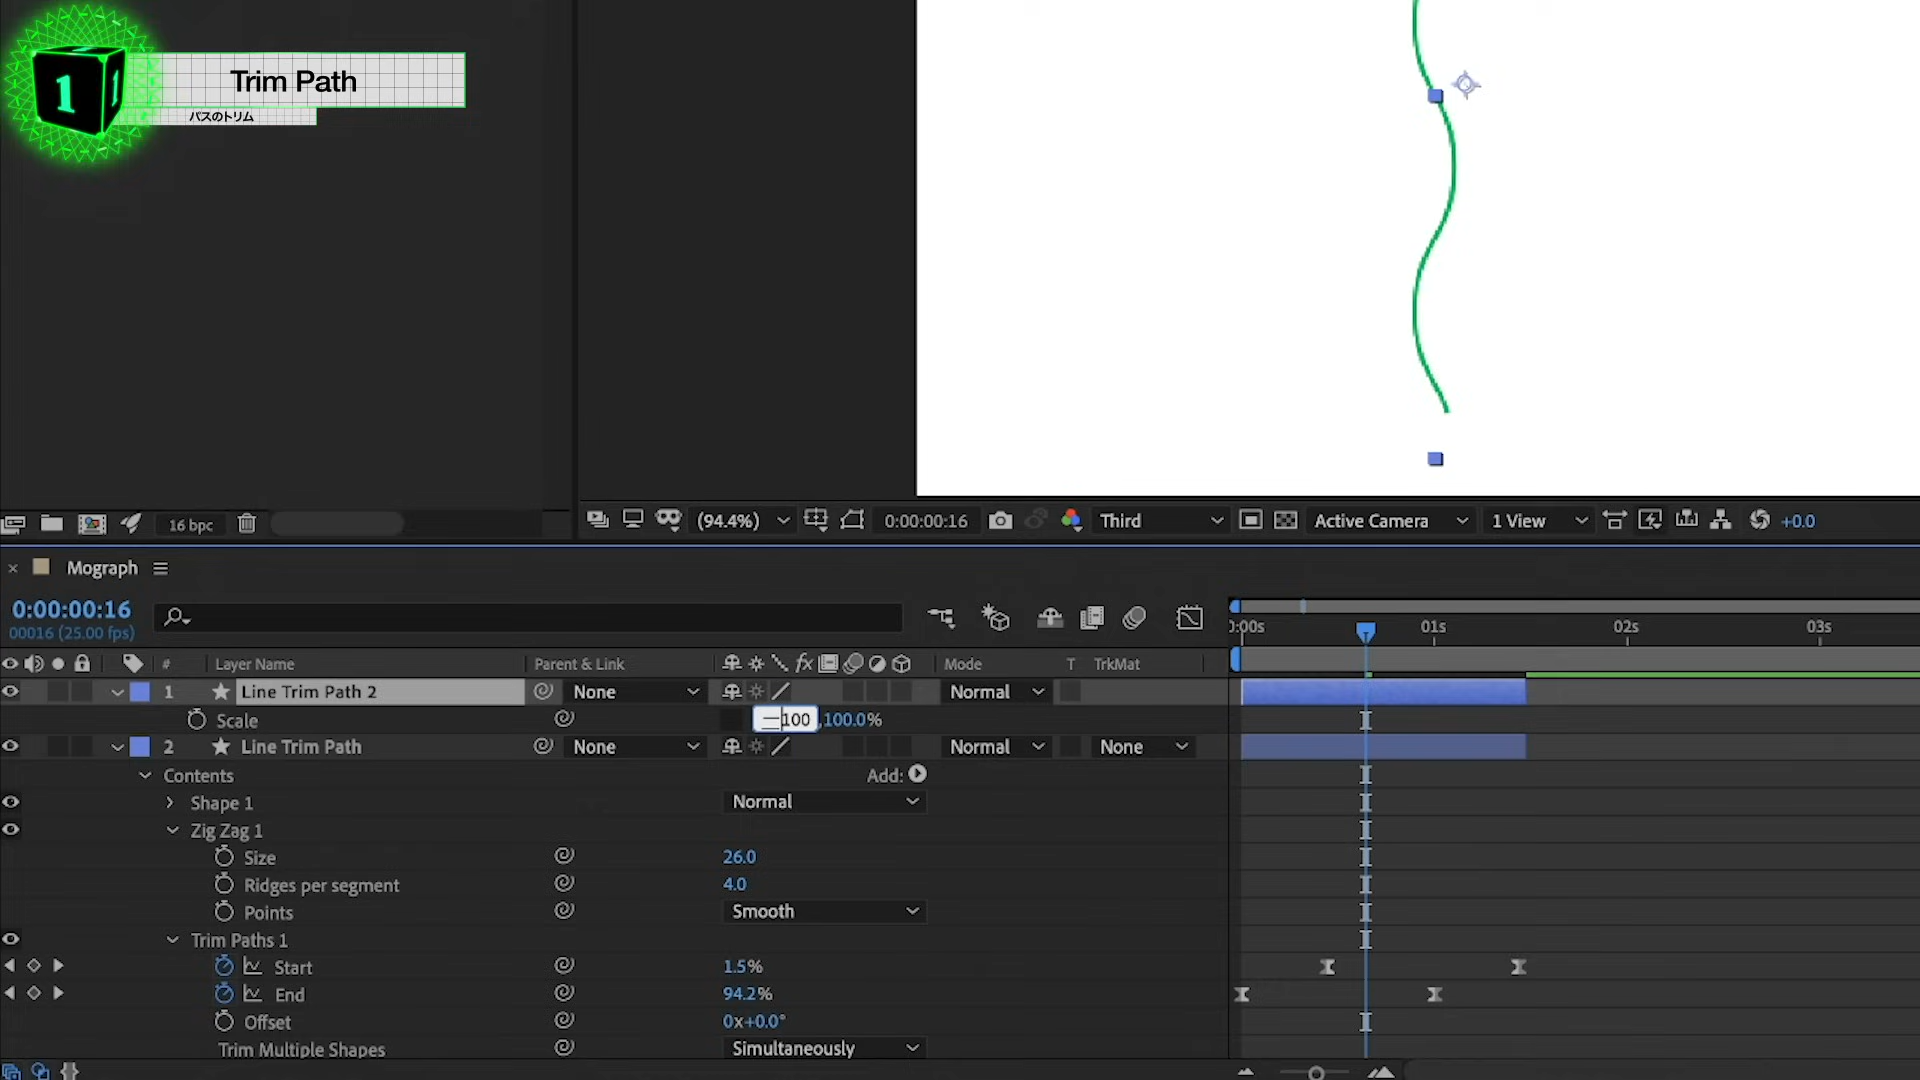 1
Trim Path
パスのトリム
16 bpc
(94.4%)
0:00:00:16
Third
Active Camera
1 View
+0.0
Mograph
0:00:00:16
00016 (25.00 fps)
0:00s
01s
02s
03s
#
Layer Name
Parent & Link
fx
Mode
T
TrkMat
1
Line Trim Path 2
None
Normal
Scale
-100 ,100.0%
2
Line Trim Path
None
Normal
None
Contents
Add:
Shape 1
Normal
Zig Zag 1
Size
26.0
Ridges per segment
4.0
Points
Smooth
Trim Paths 1
Start
1.5%
End
94.2%
Offset
0x+0.0°
Trim Multiple Shapes
Simultaneously